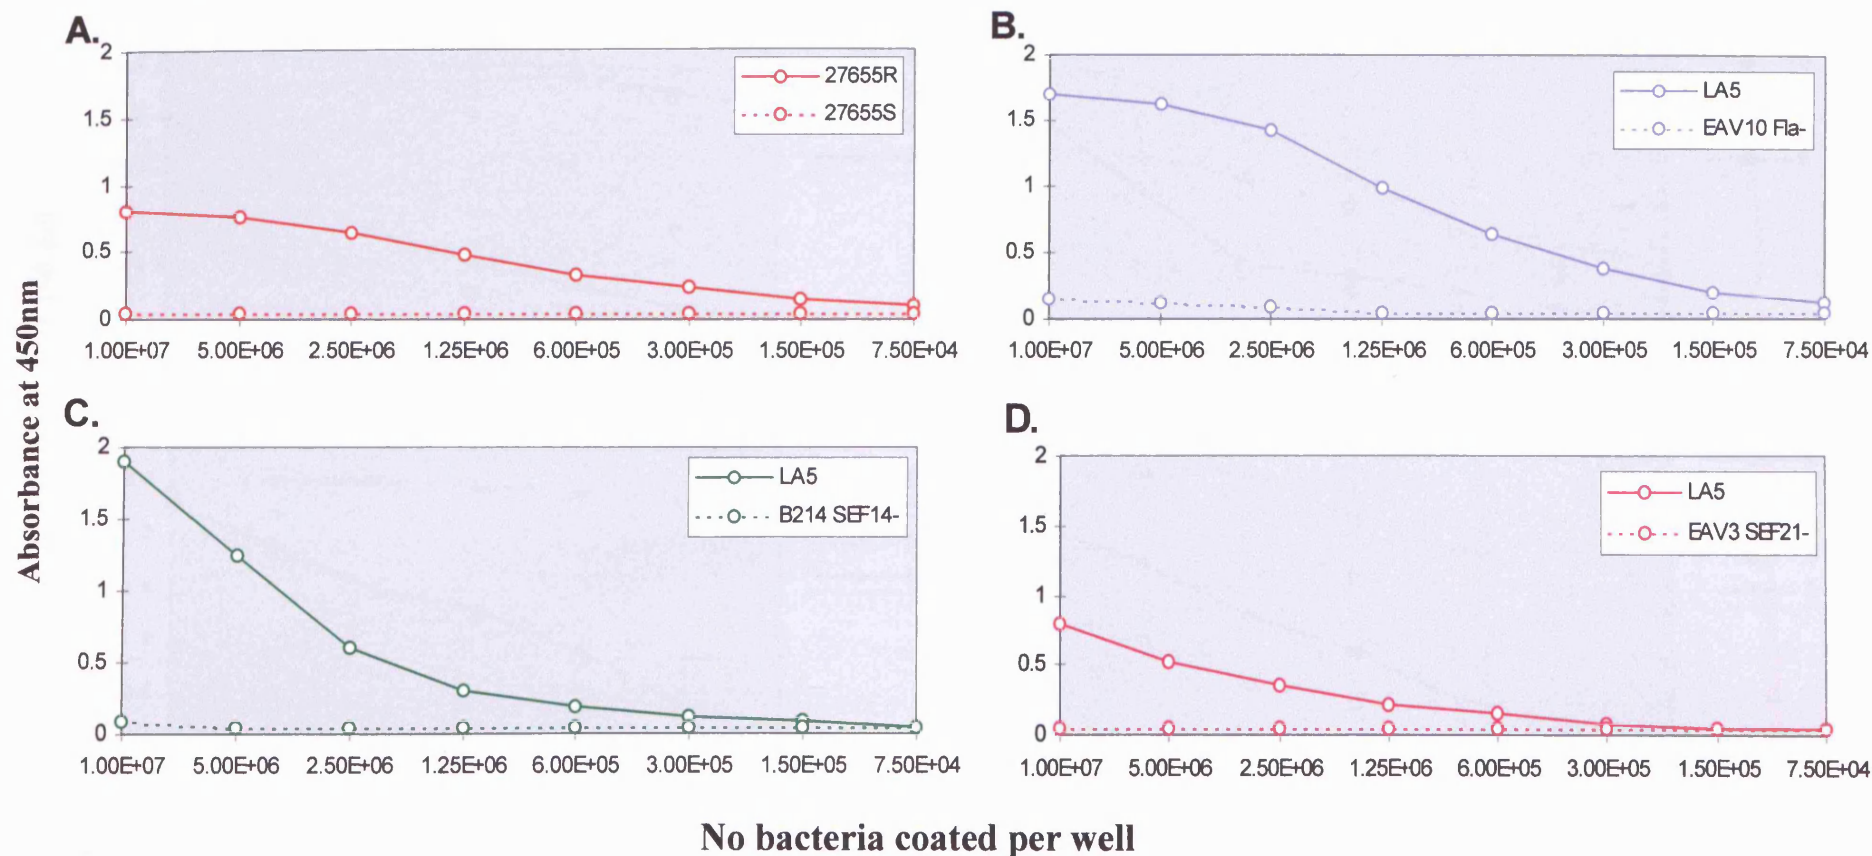 A.
2
1.5
1
0.5
0
27655R
27655S
1.00E+07 5.00E+06 2.50E+06 1.25E+06 6.00E+05 3.00E+05 1.50E+05 7.50E+04
B.
2
1.5
1
0.5
0
LA5
EAV10 Fla-
1.00E+07 5.00E+06 2.50E+06 1.25E+06 6.00E+05 3.00E+05 1.50E+05 7.50E+04
Absorbance at 450nm
C.
2
1.5
1
0.5
0
LA5
B214 SEF14-
1.00E+07 5.00E+06 2.50E+06 1.25E+06 6.00E+05 3.00E+05 1.50E+05 7.50E+04
D.
2
1.5
1
0.5
0
LA5
EAV3 SEF21-
1.00E+07 5.00E+06 2.50E+06 1.25E+06 6.00E+05 3.00E+05 1.50E+05 7.50E+04
No bacteria coated per well